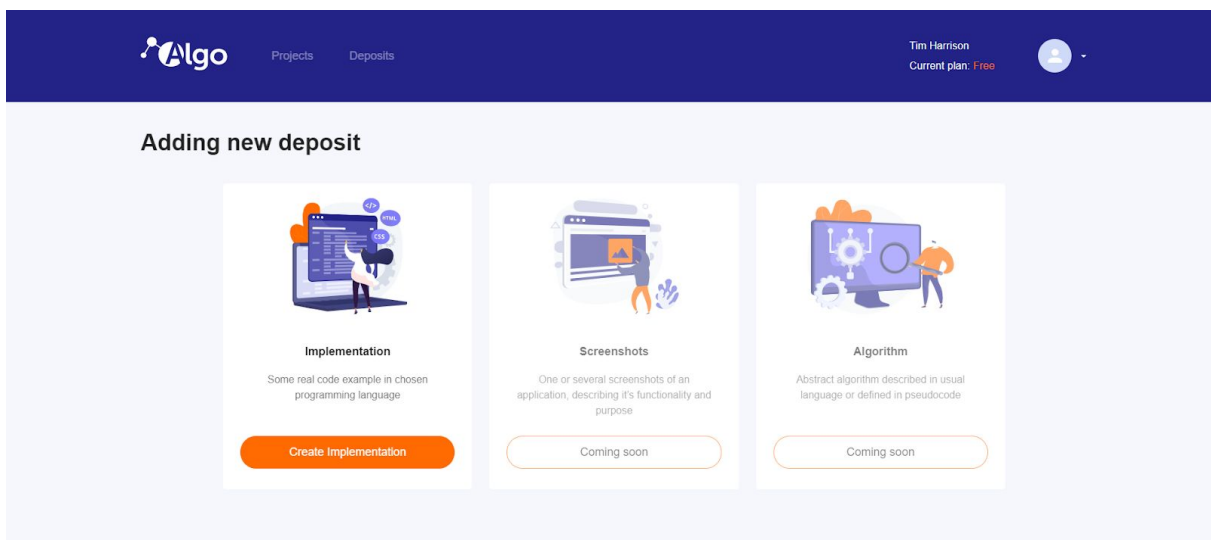 Algo
Projects
Deposits
Tim Harrison
Current plan: Free
Adding new deposit
</>
HTML
CSS
Implementation
Some real code example in chosen
programming language
Create Implementation
Screenshots
One or several screenshots of an
application, describing it's functionality and
purpose
Coming soon
Algorithm
Abstract algorithm described in usual
language or defined in pseudocode
Coming soon